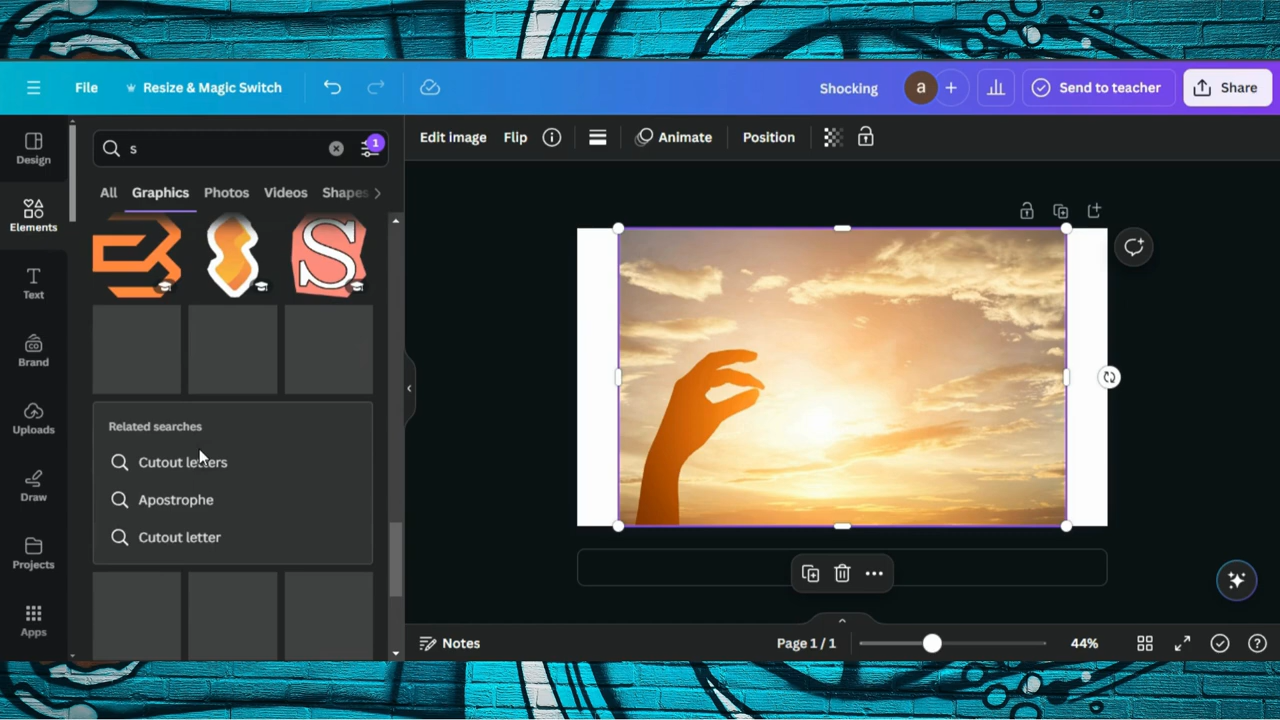 File
Resize & Magic Switch
Shocking
a
Send to teacher
Share
Design
Elements
Text
Brand
CO
Uploads
Draw
Projects
Apps
s
1
All Graphics Photos Videos Shapes
S
Related searches
Cutout letters
Apostrophe
Cutout letter
Edit image Flip Animate Position
Notes
Page 1 / 1
44%